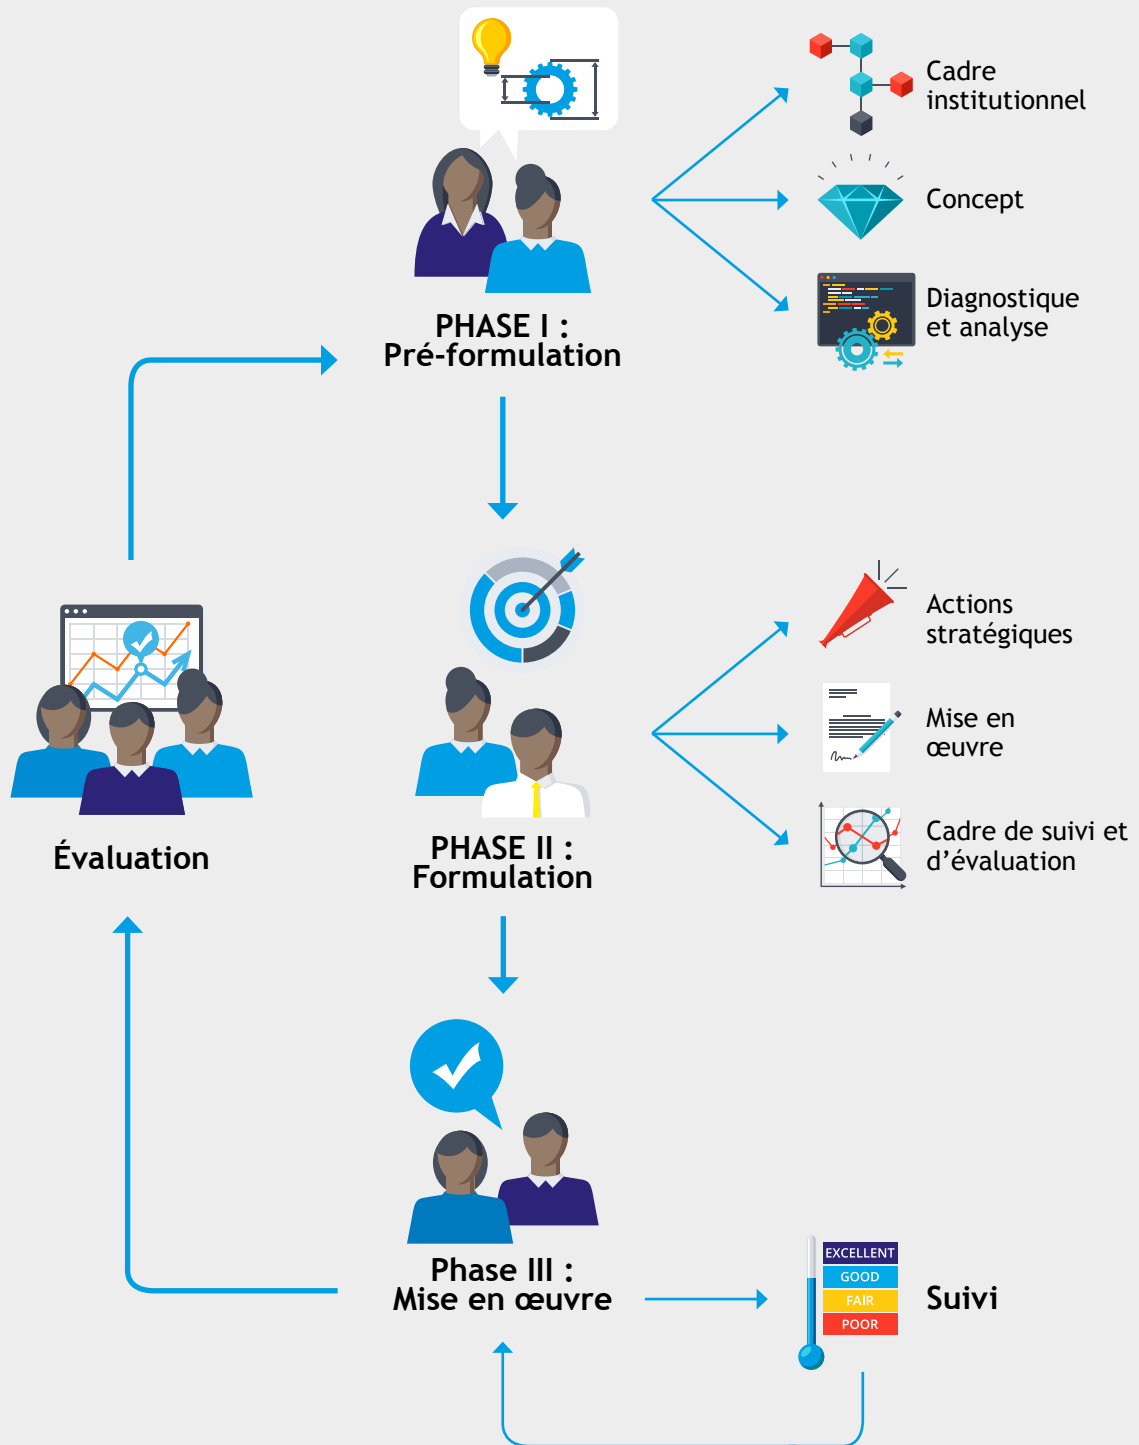 Cadre
institutionnel
Concept
Diagnostique
et analyse
PHASE I :
Pré-formulation
Actions
stratégiques
Mise en
œuvre
Cadre de suivi et
d’évaluation
PHASE II :
Formulation
Évaluation
Phase III :
Mise en œuvre
EXCELLENT
GOOD
FAIR
POOR
Suivi